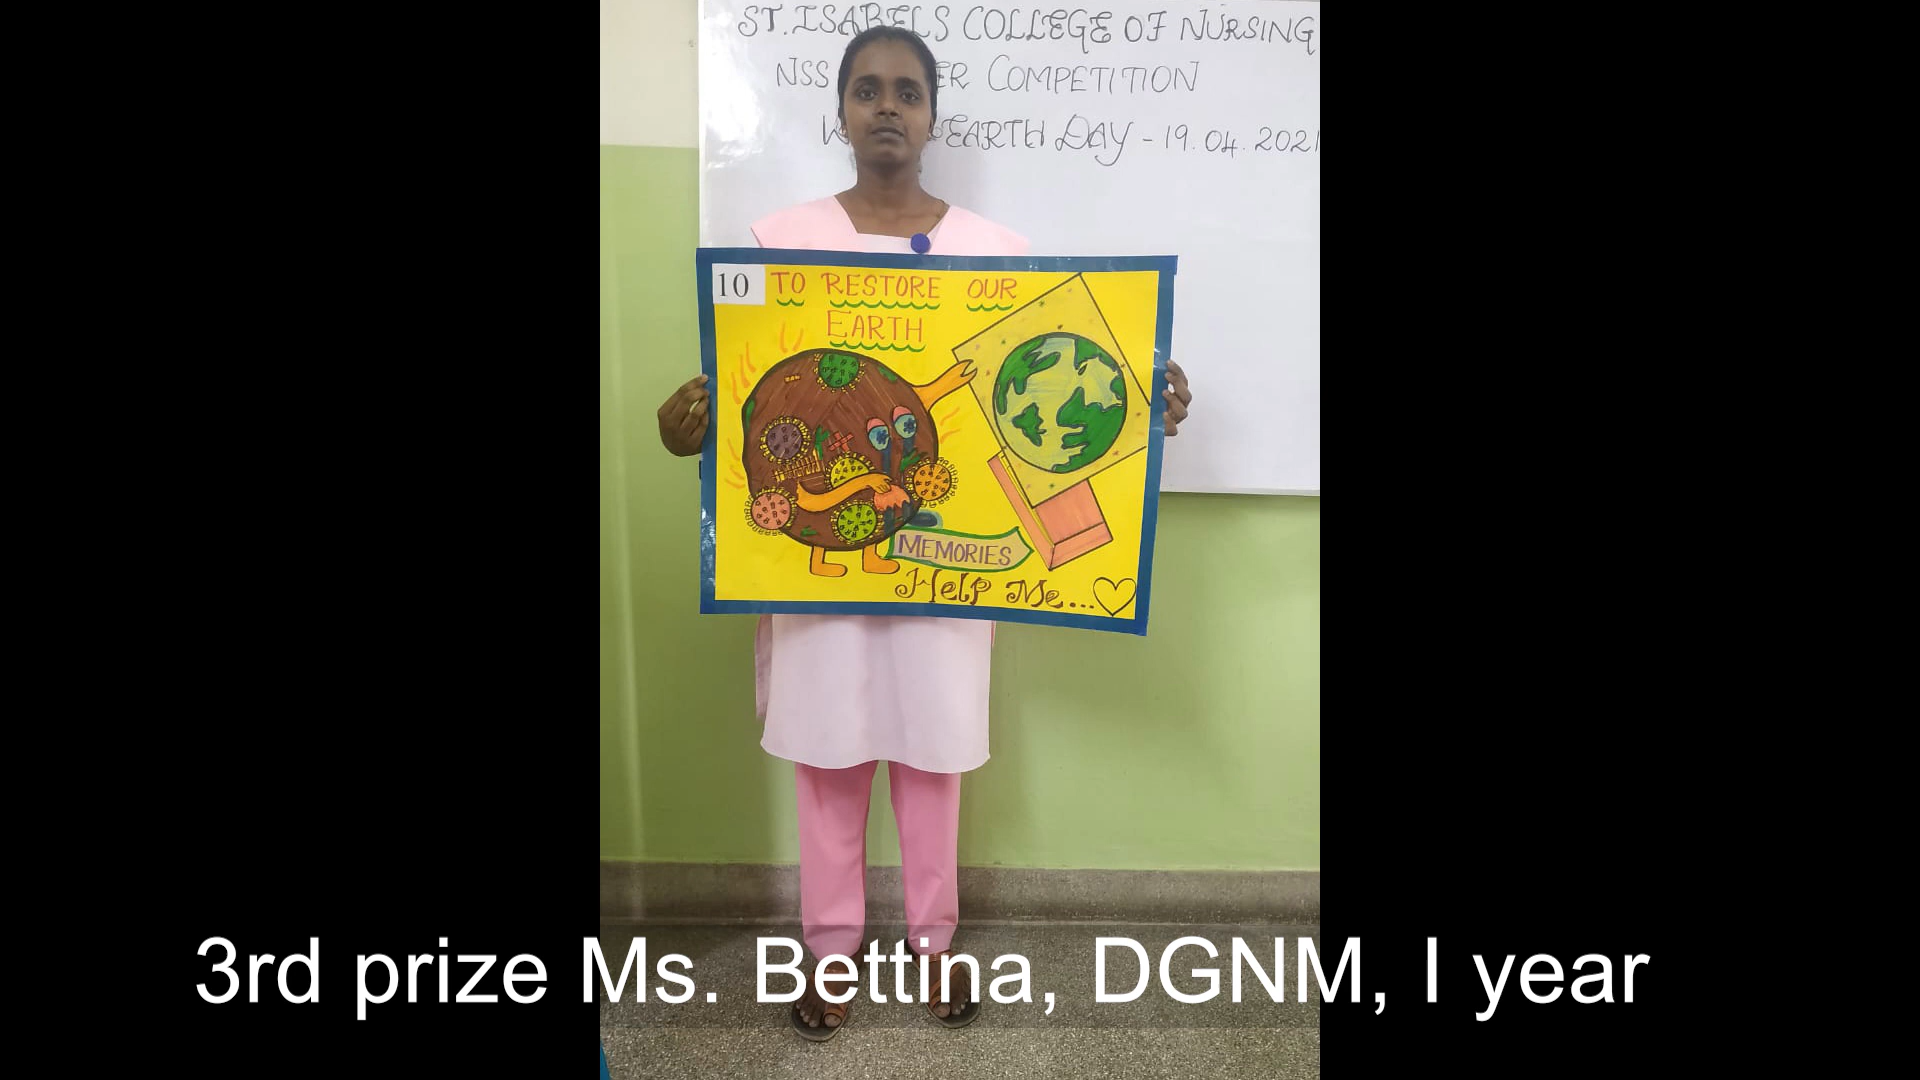 ST. ISABELS COLLEGE OF NURSING
NSS COMPETITION
EARTH DAY - 19.04.2021
10
TO RESTORE OUR
EARTH
MEMORIES
Help Me...
3rd prize Ms. Bettina, DGNM, I year